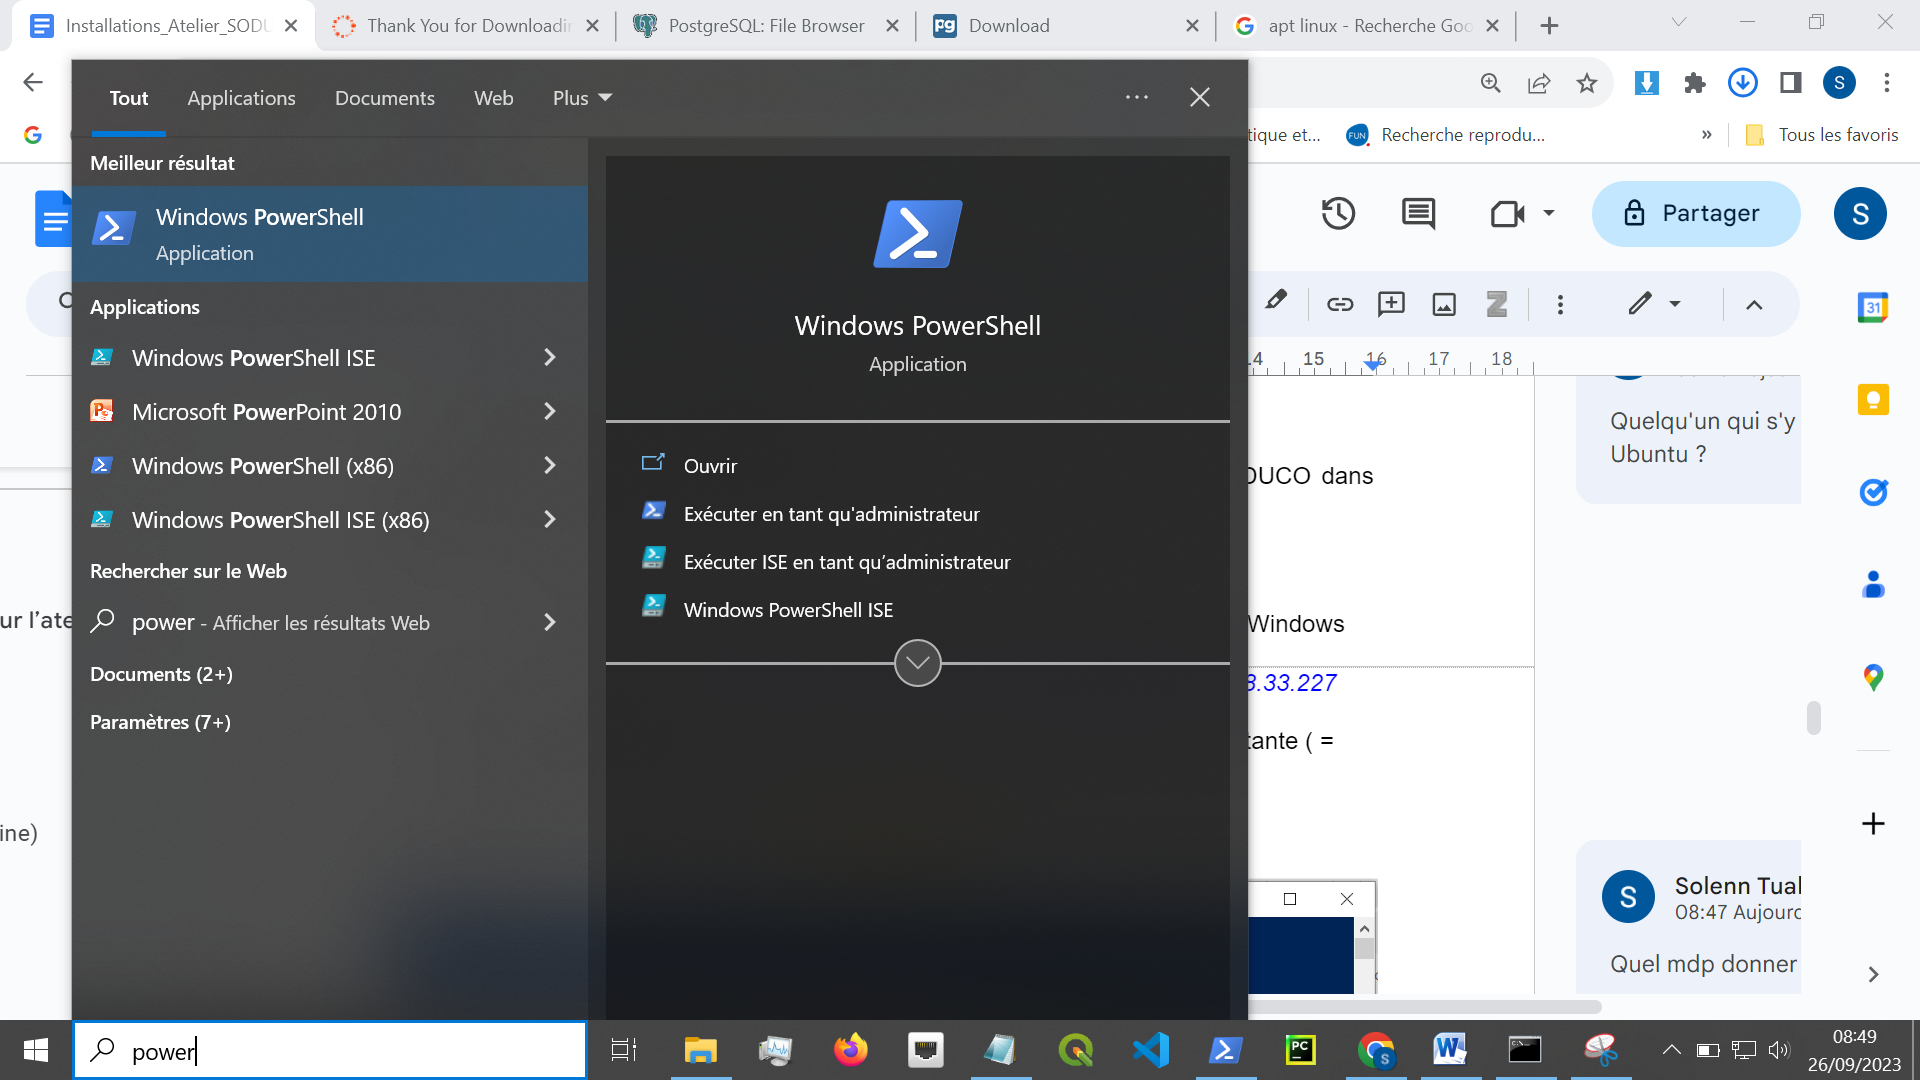 Installations_Atelier_SODU
Thank You for Downloadin
PostgreSQL: File Browser
Download
apt linux - Recherche Goo
Tout
Applications
Documents
Web
Plus
S
tique et...
FUN
Recherche reprodu...
»
Tous les favoris
Meilleur résultat
Windows PowerShell
Application
Windows PowerShell
Application
Partager
S
Applications
Windows PowerShell ISE
Microsoft PowerPoint 2010
Windows PowerShell (x86)
Windows PowerShell ISE (x86)
Ouvrir
Exécuter en tant qu'administrateur
Exécuter ISE en tant qu’administrateur
Windows PowerShell ISE
31
14 15 16 17 18
Quelqu'un qui s'y
Ubuntu ?
DUCO dans
Rechercher sur le Web
power - Afficher les résultats Web
ur l’ate
Windows
Documents (2+)
3.33.227
Paramètres (7+)
tante ( =
ine)
S
Solenn Tual
08:47 Aujourd
Quel mdp donner
power
PC
S
08:49
26/09/2023